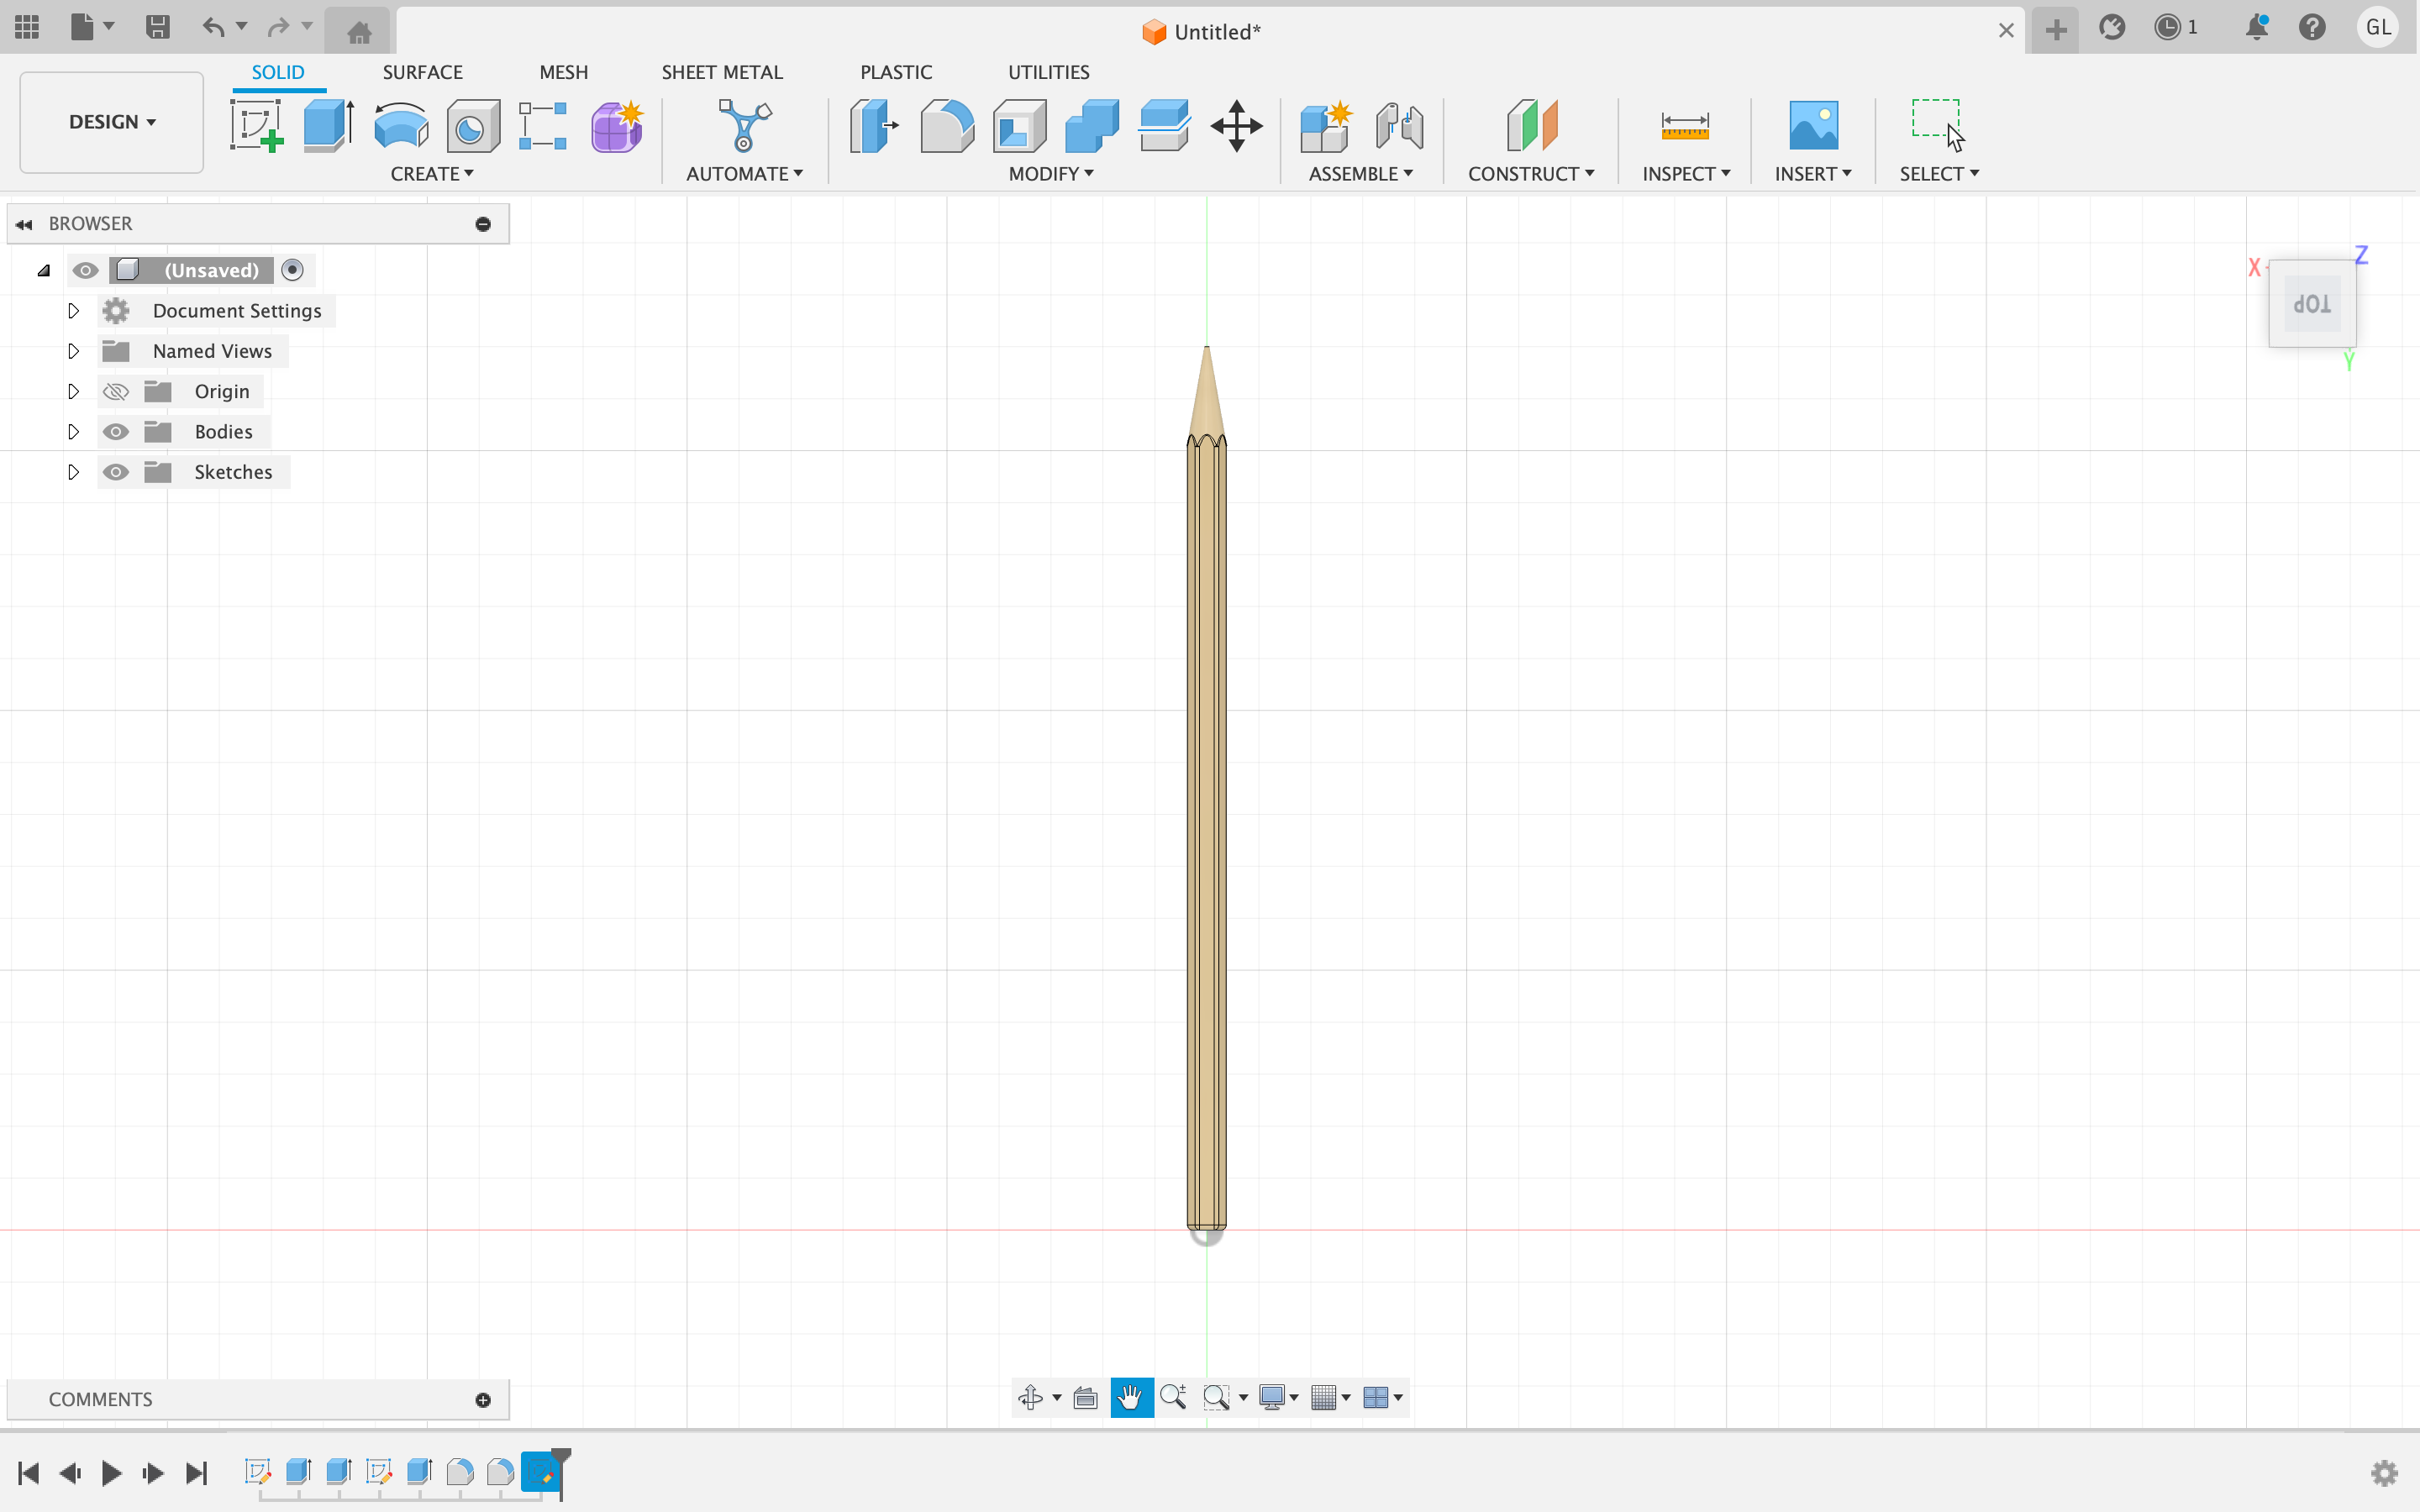 Untitled*
1
GL
DESIGN
SOLID
SURFACE
MESH
SHEET METAL
PLASTIC
UTILITIES
CREATE
AUTOMATE
MODIFY
ASSEMBLE
CONSTRUCT
INSPECT
INSERT
SELECT
BROWSER
(Unsaved)
Document Settings
Named Views
Origin
Bodies
Sketches
X
Z
TOP
Y
COMMENTS